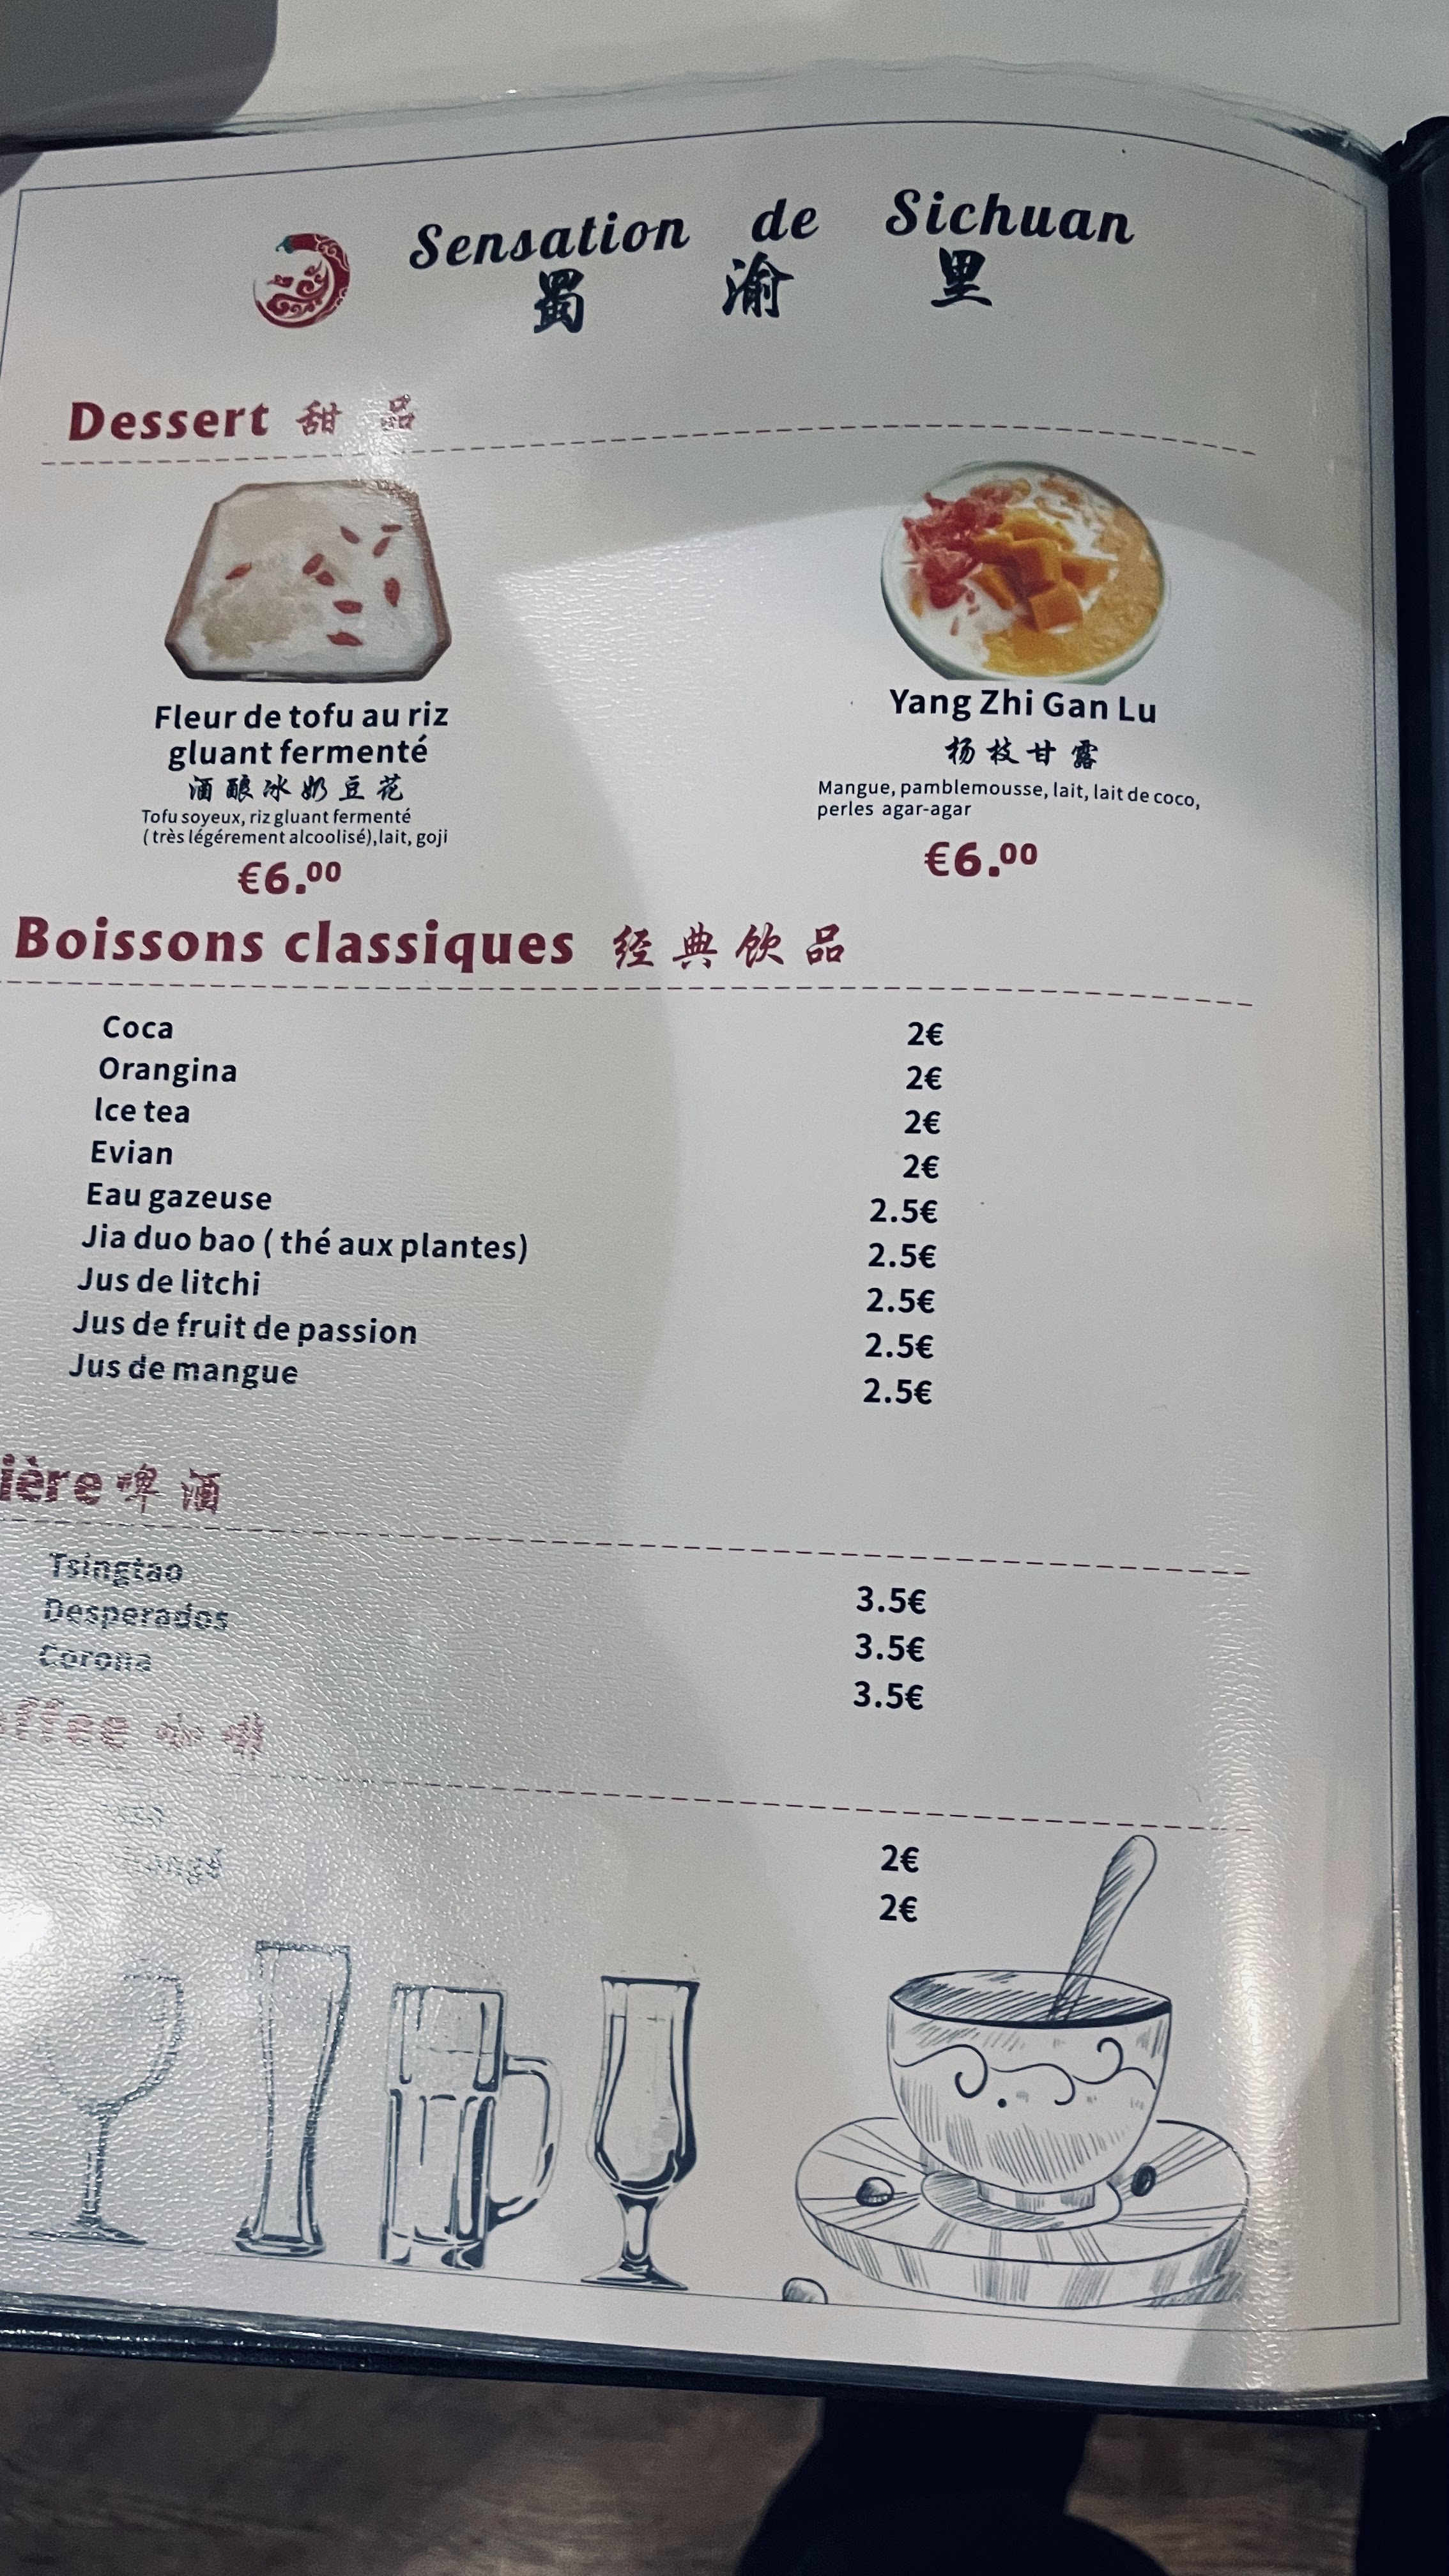 Sensation de Sichuan
蜀渝里
Dessert 甜品
Fleur de tofu au riz
gluant fermenté
酒酿冰奶豆花
Tofu soyeux, riz gluant fermenté
( très légérement alcoolisé),lait, goji
€6.00
Yang Zhi Gan Lu
杨枝甘露
Mangue, pamblemousse, lait, lait de coco,
perles agar-agar
€6.00
Boissons classiques 经典饮品
Coca 2€
Orangina 2€
Ice tea 2€
Evian 2€
Eau gazeuse 2.5€
Jia duo bao ( thé aux plantes) 2.5€
Jus de litchi 2.5€
Jus de fruit de passion 2.5€
Jus de mangue 2.5€
ière 啤酒
Tsingtao 3.5€
Desperados 3.5€
Corona 3.5€
ffee 咖啡
2€
2€